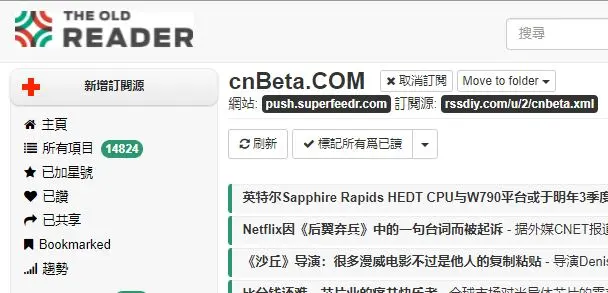 THE OLD
READER
搜尋
新增訂閱源
cnBeta.COM
取消訂閱
Move to folder
網站: push.superfeedr.com 訂閱源: rssdiy.com/u/2/cnbeta.xml
主頁
所有項目 14824
已加星號
已讚
已共享
Bookmarked
趨勢
刷新
標記所有爲已讀
英特尔Sapphire Rapids HEDT CPU与W790平台或于明年3季度
Netflix因《后翼弃兵》中的一句台词而被起诉 - 据外媒CNET报道
《沙丘》导演：很多漫威电影不过是他人的复制粘贴 - 导演Denis